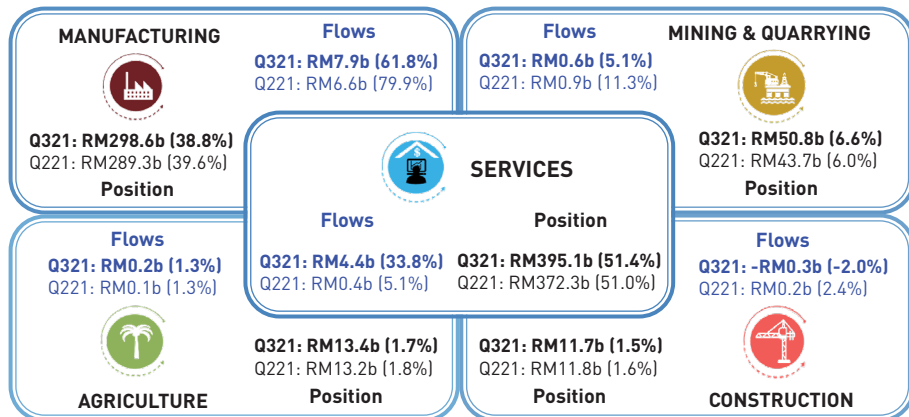 MANUFACTURING
Flows
Q321: RM7.9b (61.8%)
Q221: RM6.6b (79.9%)
Q321: RM298.6b (38.8%)
Q221: RM289.3b (39.6%)
Position
Flows
MINING & QUARRYING
Q321: RM0.6b (5.1%)
Q221: RM0.9b (11.3%)
Q321: RM50.8b (6.6%)
Q221: RM43.7b (6.0%)
Position
$
SERVICES
Flows
Q321: RM4.4b (33.8%)
Q221: RM0.4b (5.1%)
Position
Q321: RM395.1b (51.4%)
Q221: RM372.3b (51.0%)
Flows
Q321: RM0.2b (1.3%)
Q221: RM0.1b (1.3%)
Q321: RM13.4b (1.7%)
Q221: RM13.2b (1.8%)
AGRICULTURE
Position
Flows
Q321: -RM0.3b (-2.0%)
Q221: RM0.2b (2.4%)
Q321: RM11.7b (1.5%)
Q221: RM11.8b (1.6%)
Position
CONSTRUCTION